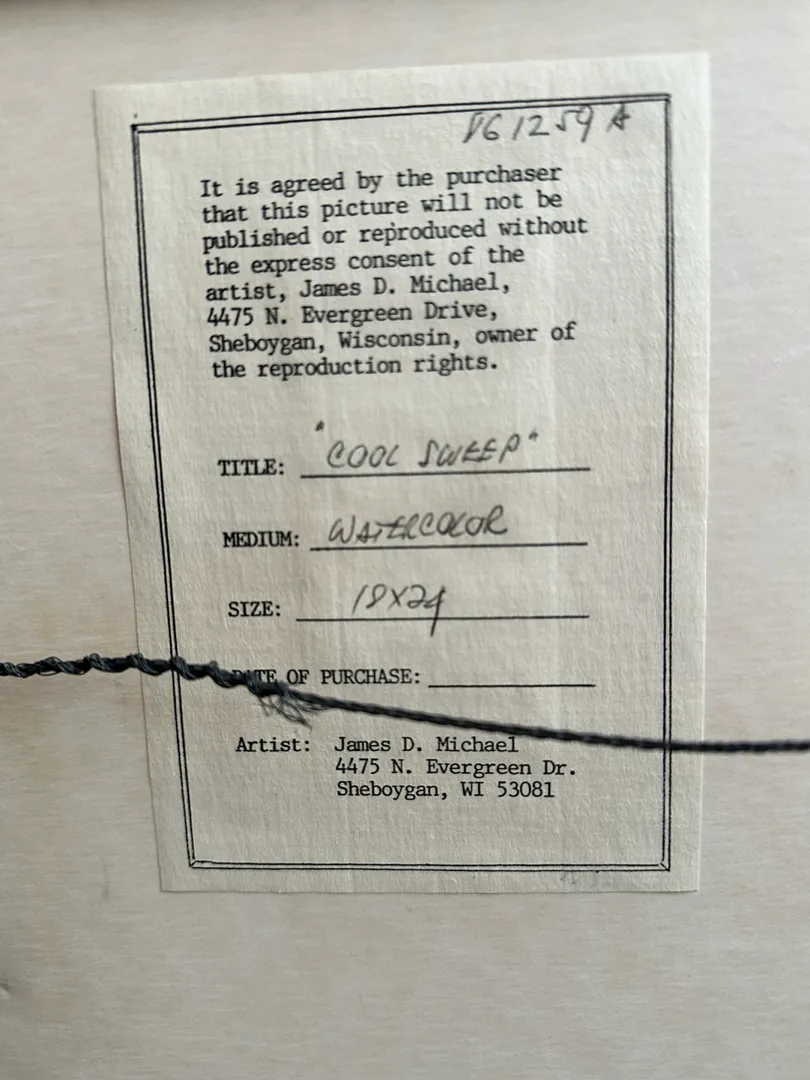 It is agreed by the purchaser
that this picture will not be
published or reproduced without
the express consent of the
artist, James D. Michael,
4475 N. Evergreen Drive,
Sheboygan, Wisconsin, owner of
the reproduction rights.
TITLE: "COOL SWEEP"
MEDIUM: WATERCOLOR
SIZE: 18X24
DATE OF PURCHASE:
Artist: James D. Michael
4475 N. Evergreen Dr.
Sheboygan, WI 53081